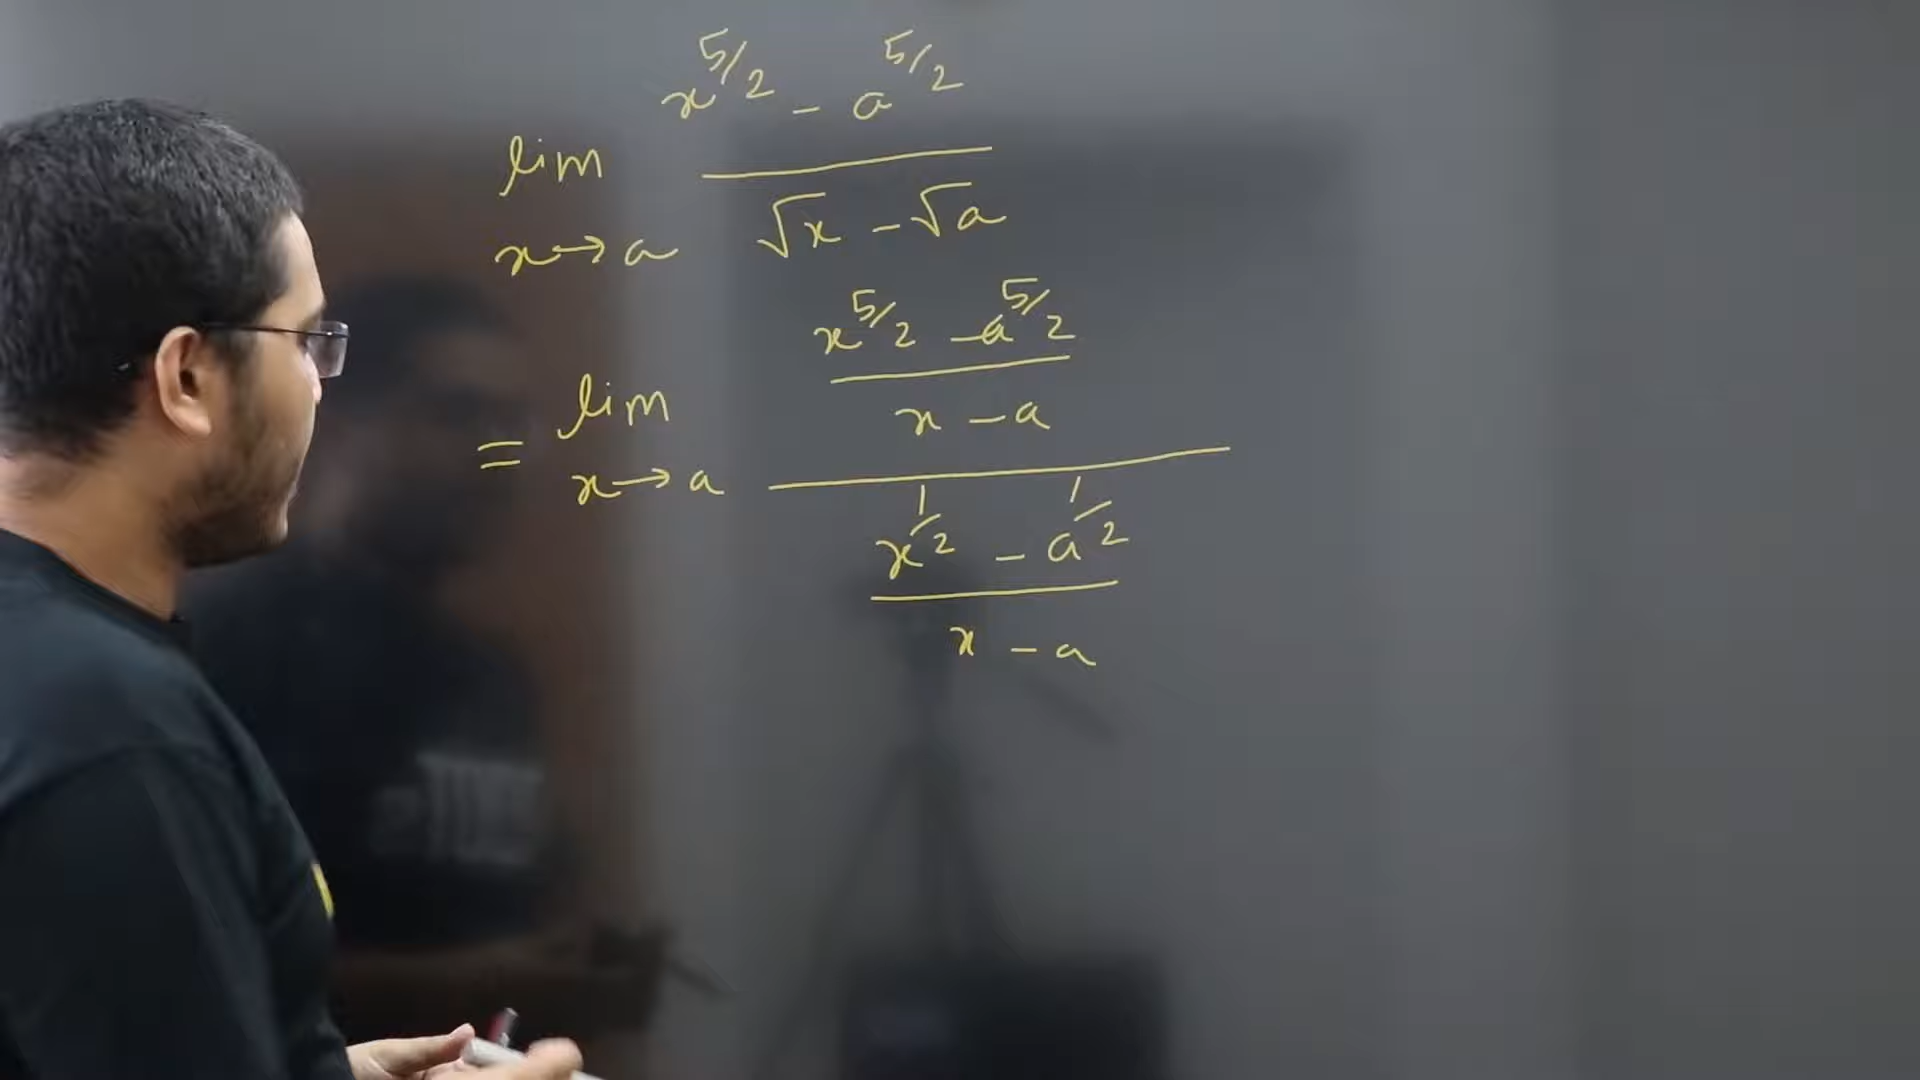 lim x→a (x^5/2 - a^5/2) / (√x - √a)
= lim x→a ((x^5/2 - a^5/2) / (x - a)) / ((x^1/2 - a^1/2) / (x - a))